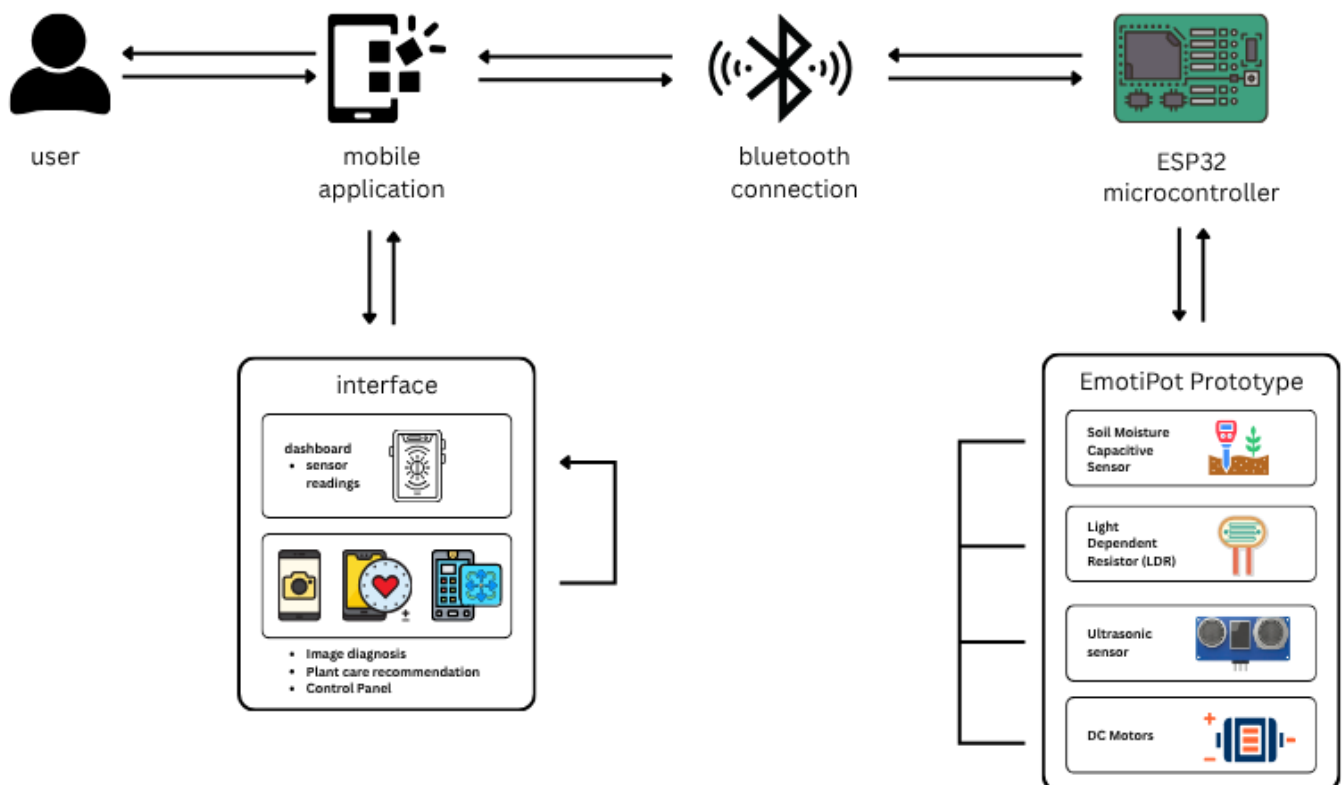 user
mobile
application
bluetooth
connection
ESP32
microcontroller
interface
dashboard
• sensor
readings
• Image diagnosis
• Plant care recommendation
• Control Panel
EmotiPot Prototype
Soil Moisture
Capacitive
Sensor
Light
Dependent
Resistor (LDR)
Ultrasonic
sensor
DC Motors